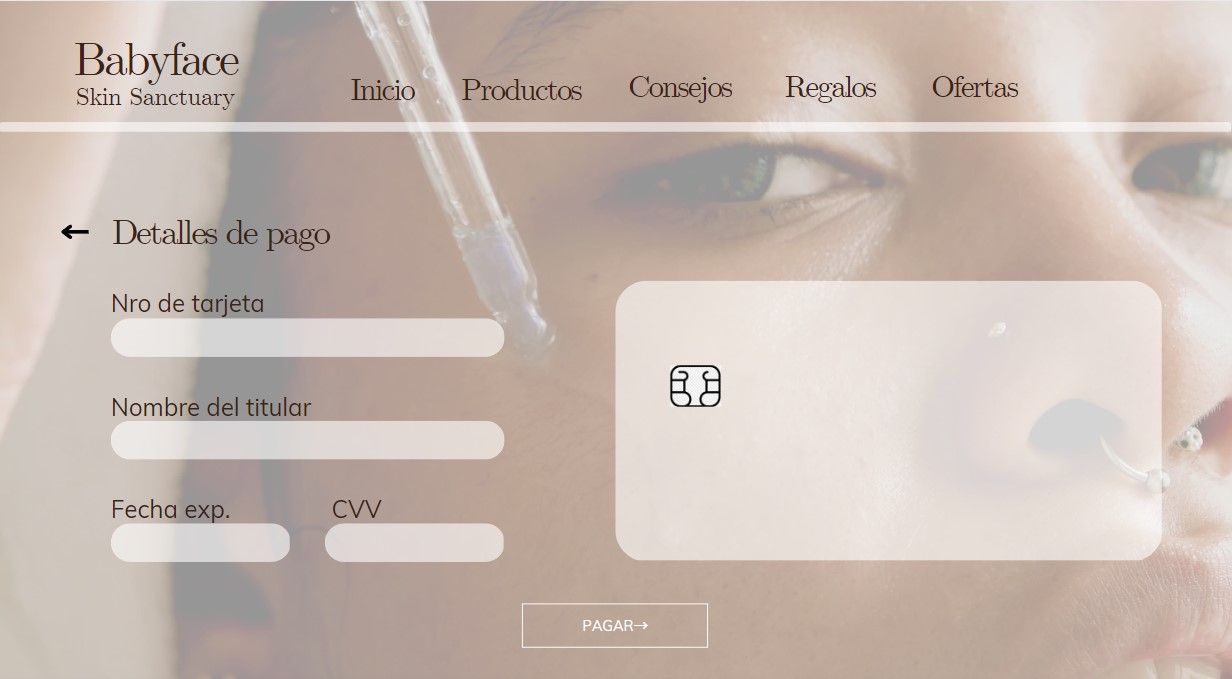 Babyface
Skin Sanctuary
Inicio Productos Consejos Regalos Ofertas
← Detalles de pago
Nro de tarjeta
Nombre del titular
Fecha exp. CVV
PAGAR→